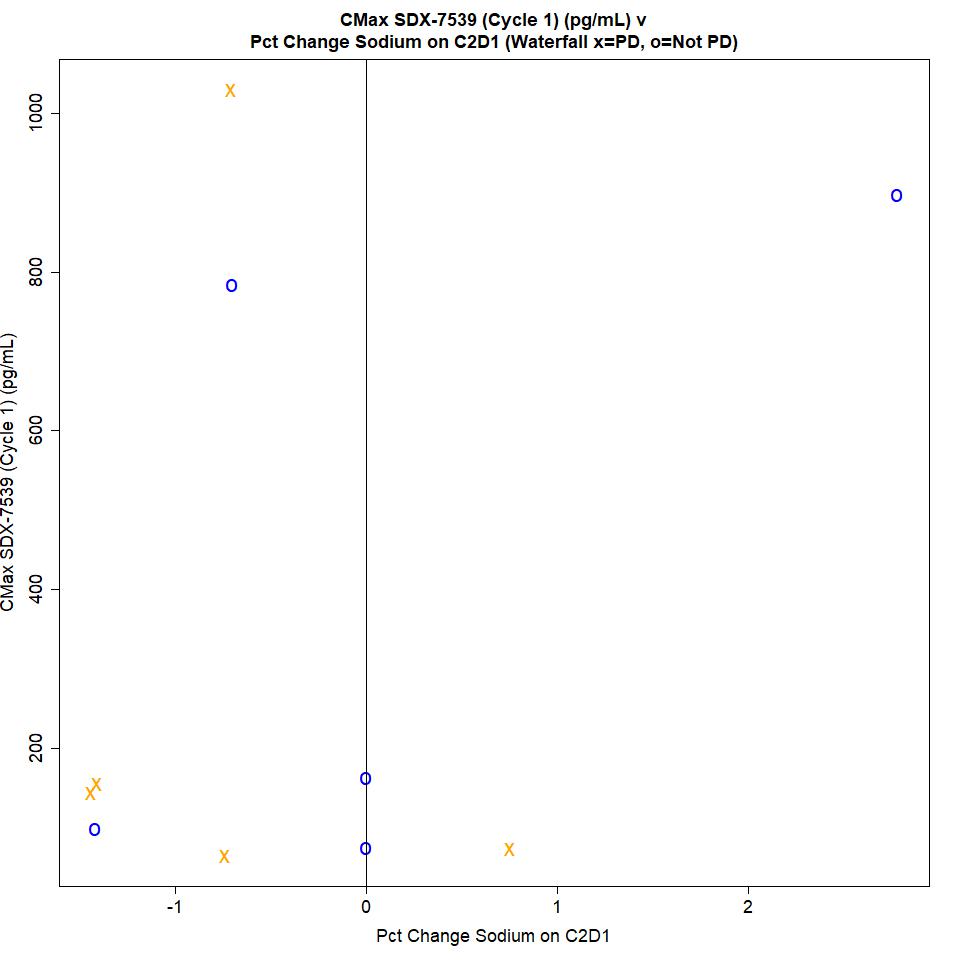 CMax SDX-7539 (Cycle 1) (pg/mL) v
Pct Change Sodium on C2D1 (Waterfall x=PD, o=Not PD)
CMax SDX-7539 (Cycle 1) (pg/mL)
1000
800
600
400
200
x
o
o
x
x
o
o
x
o
x
-1
0
1
2
Pct Change Sodium on C2D1